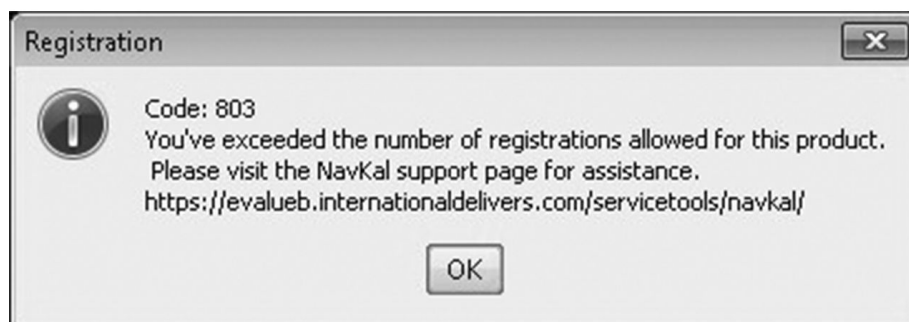 Registration
Code: 803
You've exceeded the number of registrations allowed for this product.
Please visit the NavKal support page for assistance.
https://evalueb.internationaldelivers.com/servicetools/navkal/
OK